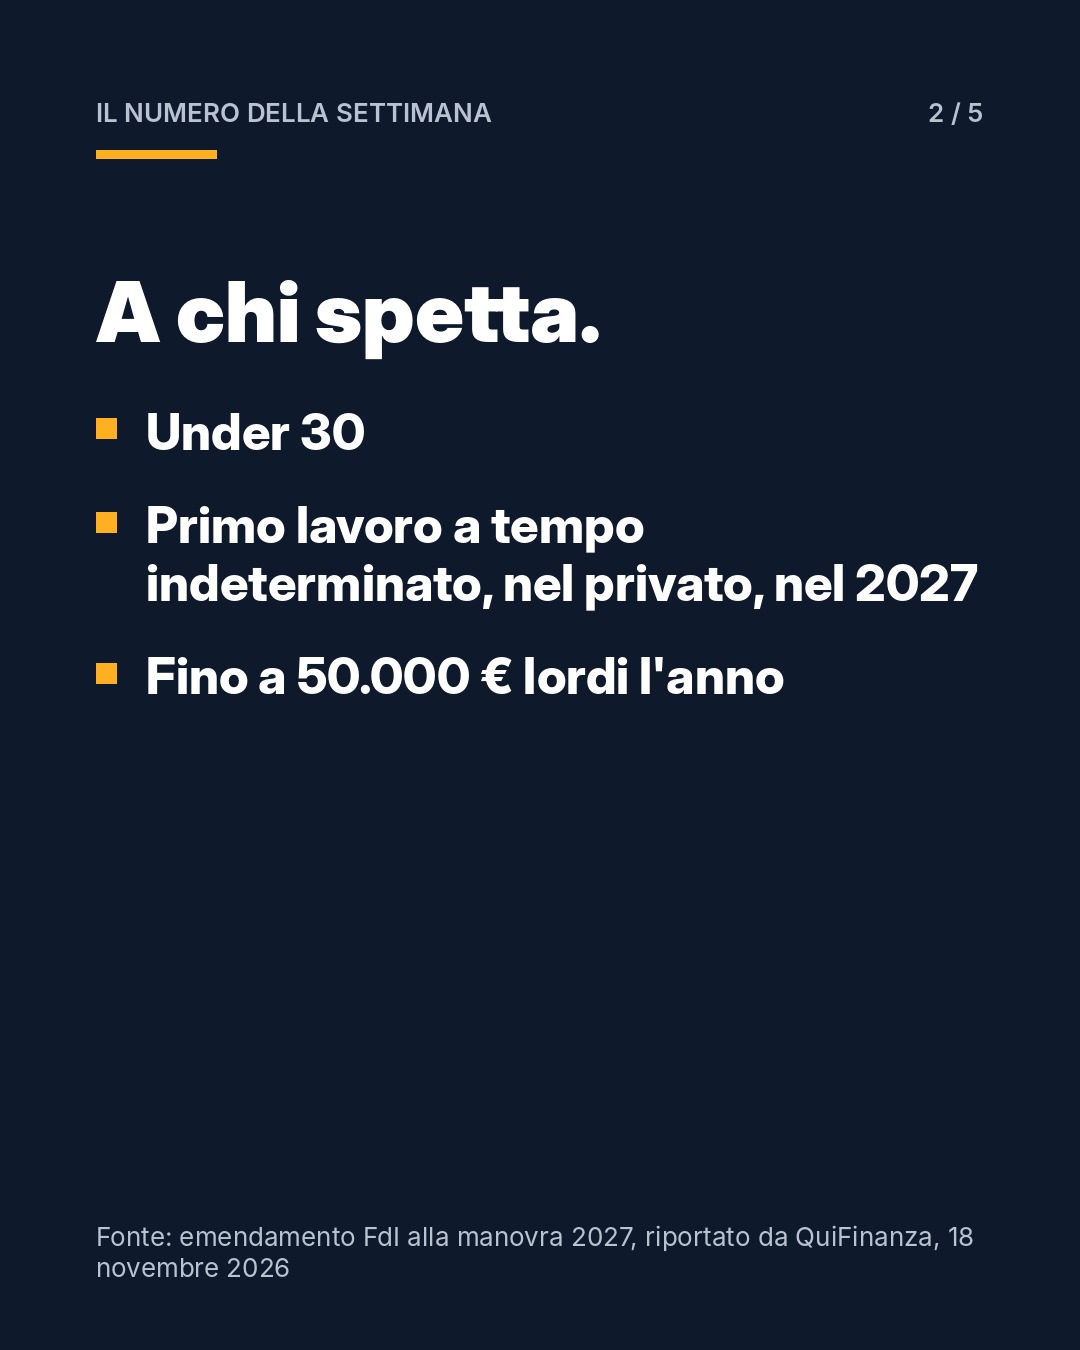 IL NUMERO DELLA SETTIMANA
2 / 5
A chi spetta.
Under 30
Primo lavoro a tempo
indeterminato, nel privato, nel 2027
Fino a 50.000 € lordi l'anno
Fonte: emendamento FdI alla manovra 2027, riportato da QuiFinanza, 18
novembre 2026